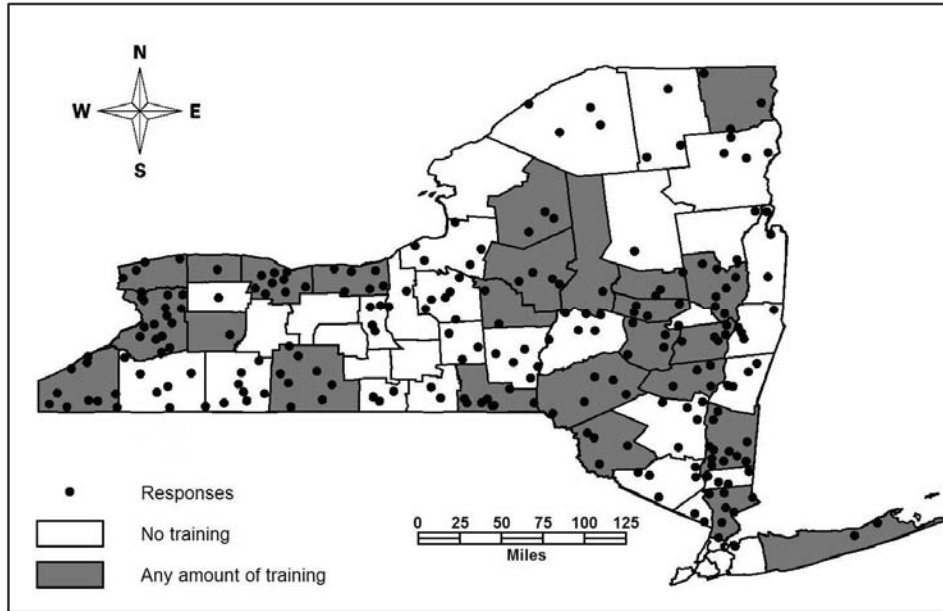 N
W E
S
Responses
No training
Any amount of training
0 25 50 75 100 125
Miles